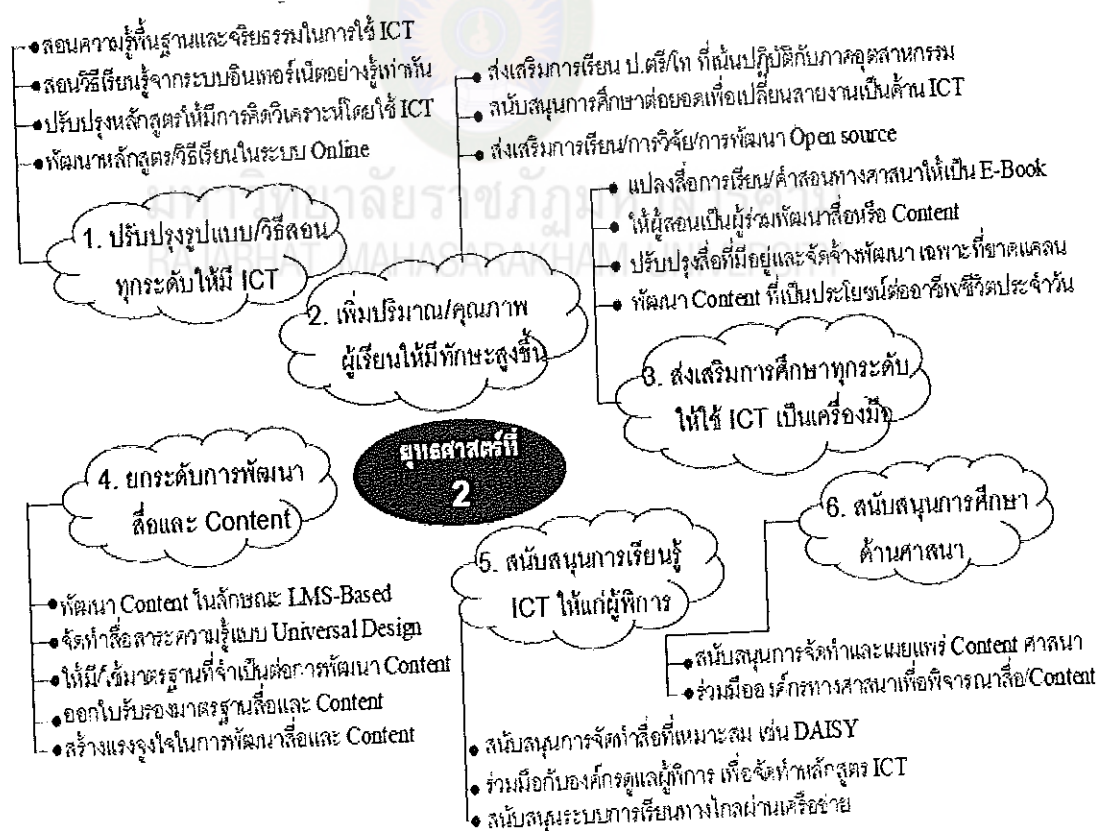 สอนความรู้พื้นฐานและจริยธรรมในการใช้ ICT
สอนวิธีเรียนรู้จากระบบอินเทอร์เน็ตอย่างรู้เท่าทัน
ปรับปรุงหลักสูตรให้มีการคิดวิเคราะห์โดยใช้ ICT
พัฒนาหลักสูตร/วิธีเรียนในระบบ Online
1. ปรับปรุงรูปแบบ/วิธีสอน
ทุกระดับให้มี ICT
ส่งเสริมการเรียน ป.ตรี/โท ที่เน้นปฏิบัติกับภาคอุตสาหกรรม
สนับสนุนการศึกษาต่อยอดเพื่อเปลี่ยนสายงานเป็นด้าน ICT
ส่งเสริมการเรียน/การวิจัย/การพัฒนา Open source
2. เพิ่มปริมาณ/คุณภาพ
ผู้เรียนให้มีทักษะสูงขึ้น
แปลงสื่อการเรียน/คำสอนทางศาสนาให้เป็น E-Book
ให้ผู้สอนเป็นผู้ร่วมพัฒนาสื่อหรือ Content
ปรับปรุงสื่อที่มีอยู่และจัดจ้างพัฒนา เฉพาะที่ขาดแคลน
พัฒนา Content ที่เป็นประโยชน์ต่ออาชีพ/ชีวิตประจำวัน
3. ส่งเสริมการศึกษาทุกระดับ
ให้ใช้ ICT เป็นเครื่องมือ
มหาวิทยาลัยราชภัฏมหาสารคาม
RAJABHAT MAHASARAKHAM UNIVERSITY
ยุทธศาสตร์ที่
2
4. ยกระดับการพัฒนา
สื่อและ Content
พัฒนา Content ในลักษณะ LMS-Based
จัดทำสื่อสาระความรู้แบบ Universal Design
ให้มี/ใช้มาตรฐานที่จำเป็นต่อการพัฒนา Content
ออกใบรับรองมาตรฐานสื่อและ Content
สร้างแรงจูงใจในการพัฒนาสื่อและ Content
5. สนับสนุนการเรียนรู้
ICT ให้แก่ผู้พิการ
สนับสนุนการจัดทำสื่อที่เหมาะสม เช่น DAISY
ร่วมมือกับองค์กรดูแลผู้พิการ เพื่อจัดทำหลักสูตร ICT
สนับสนุนระบบการเรียนทางไกลผ่านเครือข่าย
6. สนับสนุนการศึกษา
ด้านศาสนา
สนับสนุนการจัดทำและเผยแพร่ Content ศาสนา
ร่วมมือองค์กรทางศาสนาเพื่อพิจารณาสื่อ/Content